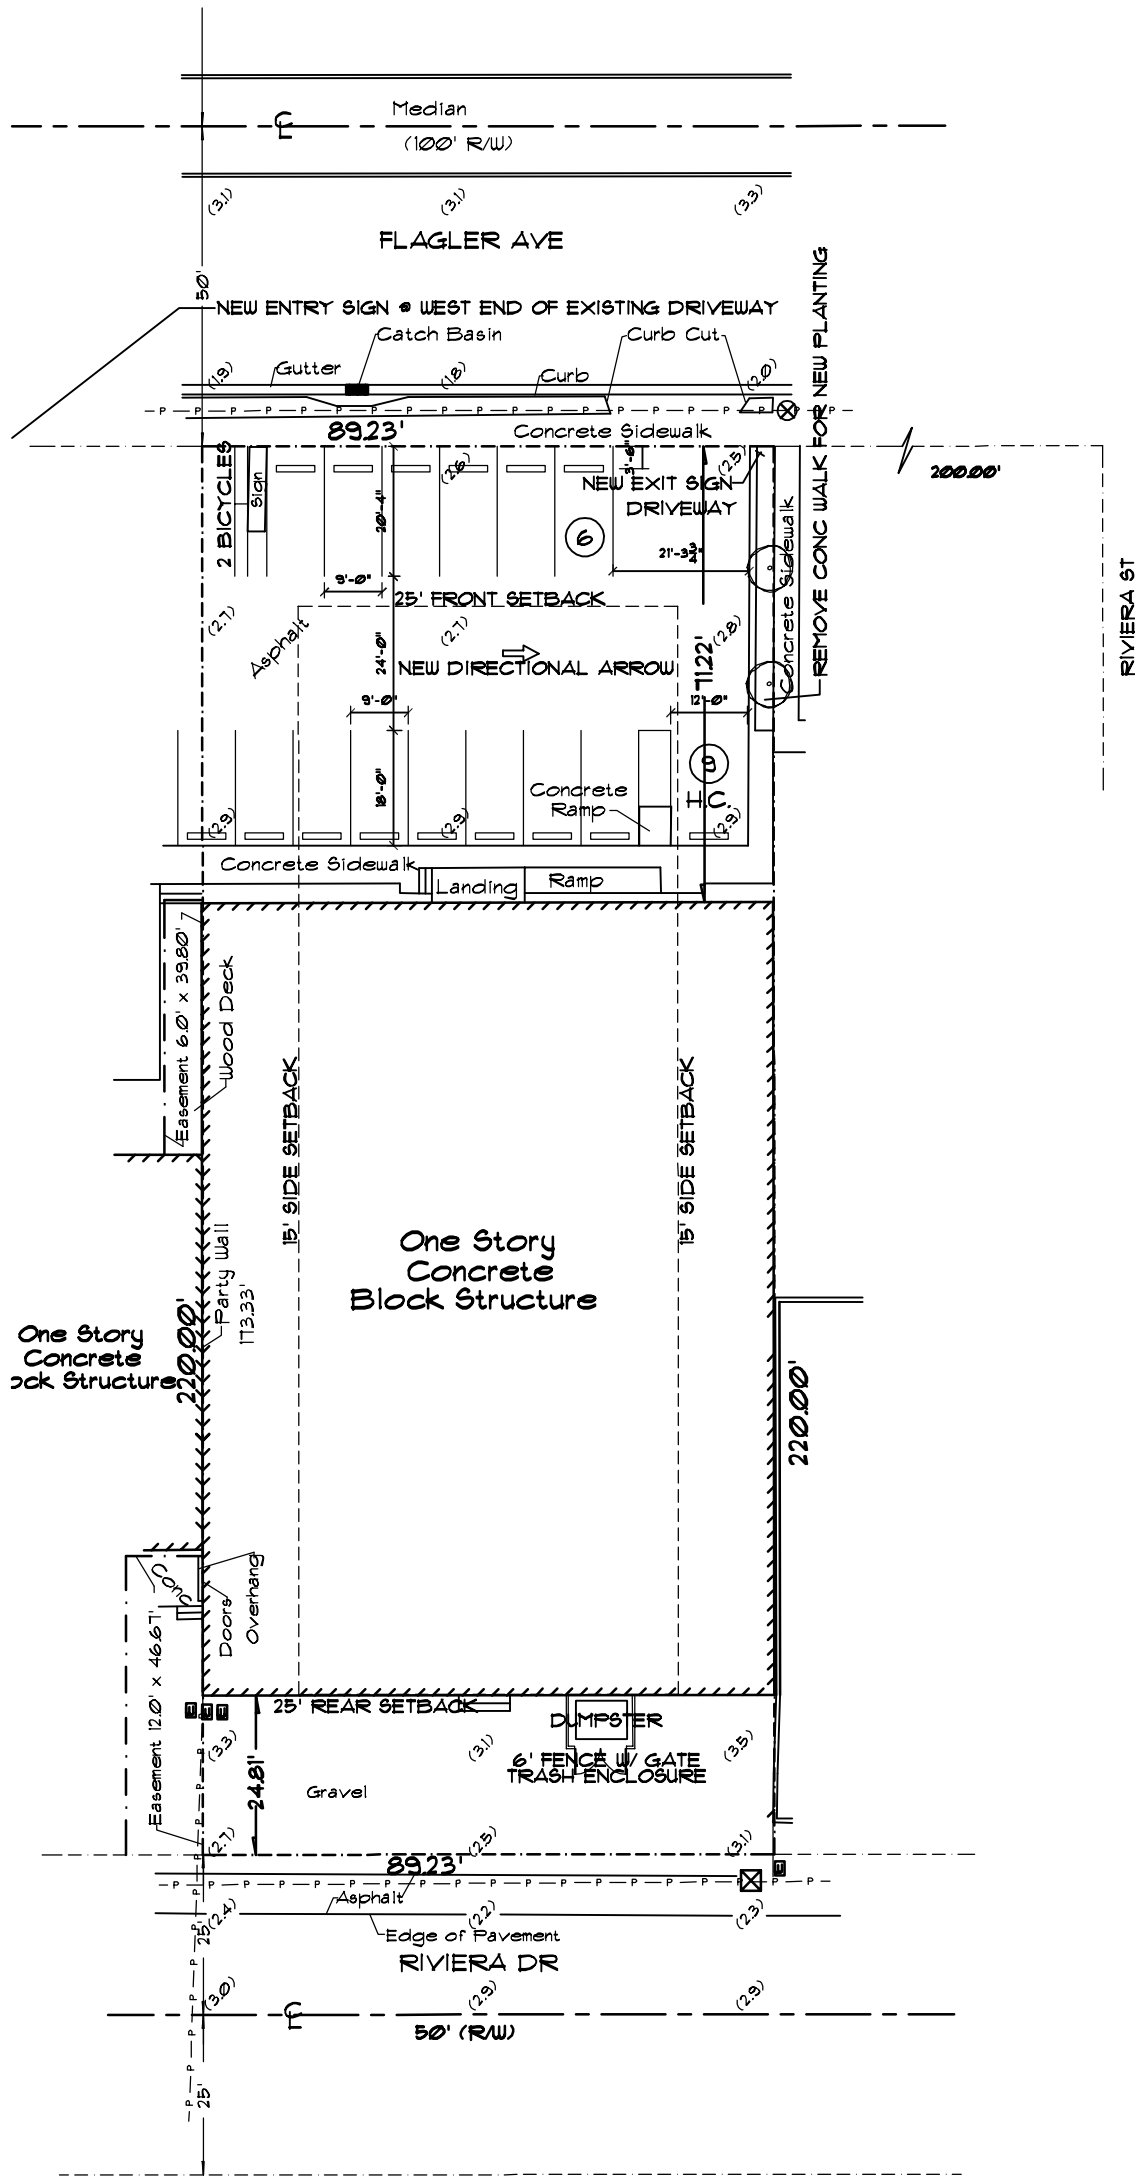 Median
(100' R/W)
(3.1)
(3.1)
(3.3)
FLAGLER AVE
50'
NEW ENTRY SIGN @ WEST END OF EXISTING DRIVEWAY
Catch Basin
Curb Cut
Gutter
Curb
(1.9)
(1.8)
(2.0)
P P P P P P P P P P P P P P P P P P P
89.23'
Concrete Sidewalk
200.00'
2 BICYCLES
Sign
(2.6)
3'-6"
(2.5)
NEW EXIT SIGN
DRIVEWAY
20'-4"
6
21'-3 3/4"
Concrete Sidewalk
REMOVE CONC WALK FOR NEW PLANTING
RIVIERA ST
9'-0"
25' FRONT SETBACK
(2.7)
(2.7)
(2.8)
Asphalt
24'-0"
NEW DIRECTIONAL ARROW
71.22'
9'-0"
12'-0"
9
18'-0"
Concrete
Ramp
H.C.
(2.9)
(2.9)
(2.9)
Concrete Sidewalk
Landing
Ramp
Easement 6.0' x 39.80'
Wood Deck
15' SIDE SETBACK
15' SIDE SETBACK
One Story
Concrete
Block Structure
Party Wall
173.33'
220.00'
One Story
Concrete
ock Structure
220.00'
Conc
Doors
Overhang
Easement 12.0' x 46.67'
E E E
25' REAR SETBACK
DUMPSTER
(3.3)
(3.1)
(3.5)
6' FENCE W/ GATE
TRASH ENCLOSURE
24.81'
Gravel
(2.7)
(2.5)
(3.1)
89.23'
E
Asphalt
(2.4)
(2.2)
(2.3)
25'
Edge of Pavement
RIVIERA DR
(3.0)
(2.9)
(2.9)
50' (R/W)
25'